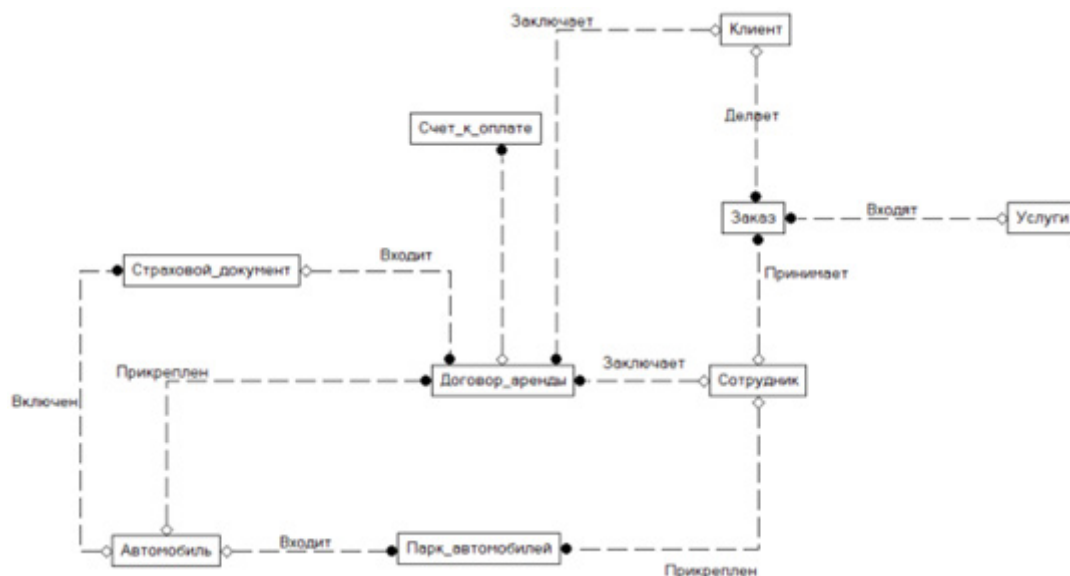 Заключает
Клиент
Счет_к_оплате
Делает
Заказ
Входят
Услуги
Входит
Страховой_документ
Принимает
Прикреплен
Договор_аренды
Заключает
Сотрудник
Включен
Автомобиль
Входит
Парк_автомобилей
Прикреплен